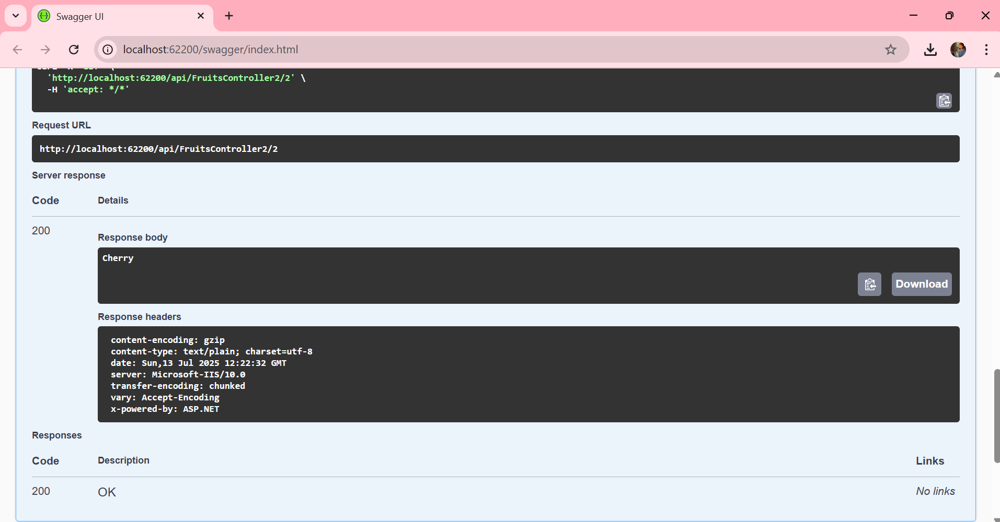 Swagger UI
localhost:62200/swagger/index.html
curl -X 'GET' \
'http://localhost:62200/api/FruitsController2/2' \
-H 'accept: */*'
Request URL
http://localhost:62200/api/FruitsController2/2
Server response
Code Details
200
Response body
Cherry
Download
Response headers
content-encoding: gzip
content-type: text/plain; charset=utf-8
date: Sun,13 Jul 2025 12:22:32 GMT
server: Microsoft-IIS/10.0
transfer-encoding: chunked
vary: Accept-Encoding
x-powered-by: ASP.NET
Responses
Code Description Links
200 OK No links